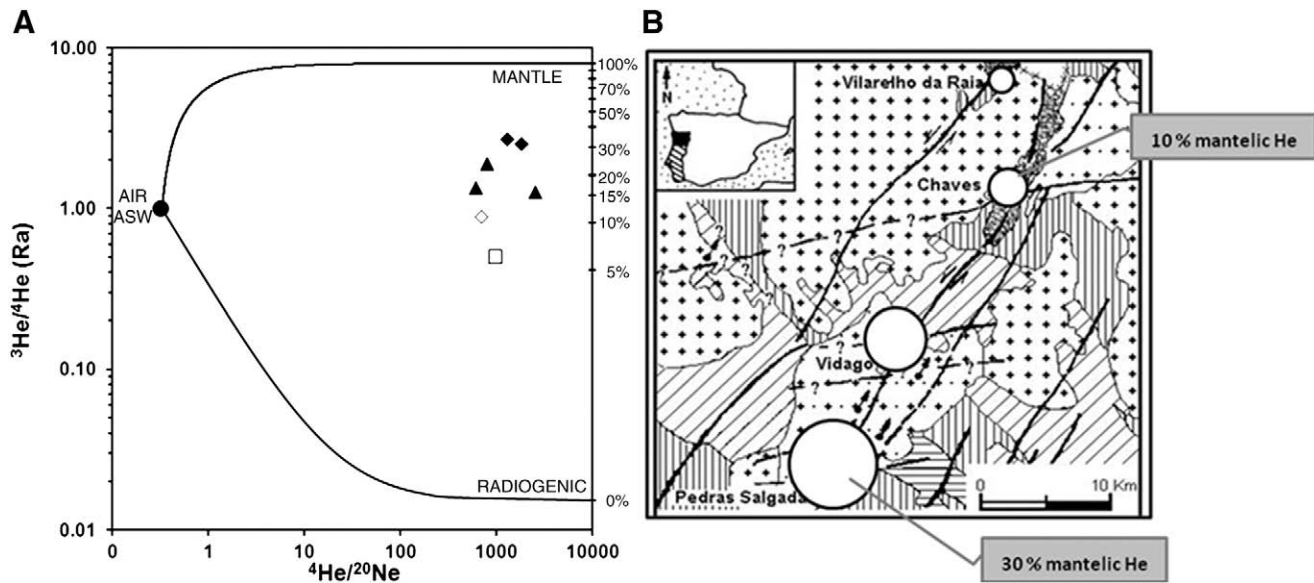 A
B
10.00
1.00
0.10
0.01
³He/⁴He (Ra)
AIR
ASW
MANTLE
RADIOGENIC
100%
70%
50%
30%
20%
15%
10%
5%
0%
0
1
10
100
1000
10000
⁴He/²⁰Ne
N
Vilarelho da Raia
10 % mantelic He
Chaves
?
?
?
?
?
?
?
?
?
Vidago
?
?
?
Pedras Salgada
0
10 Km
30 % mantelic He